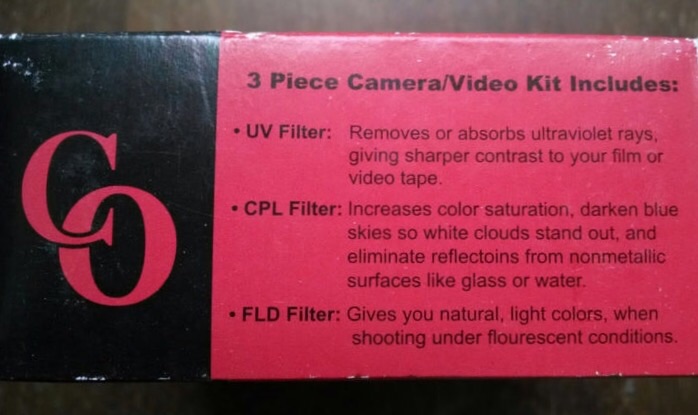 CO
3 Piece Camera/Video Kit Includes:
• UV Filter: Removes or absorbs ultraviolet rays,
giving sharper contrast to your film or
video tape.
• CPL Filter: Increases color saturation, darken blue
skies so white clouds stand out, and
eliminate reflectoins from nonmetallic
surfaces like glass or water.
• FLD Filter: Gives you natural, light colors, when
shooting under flourescent conditions.